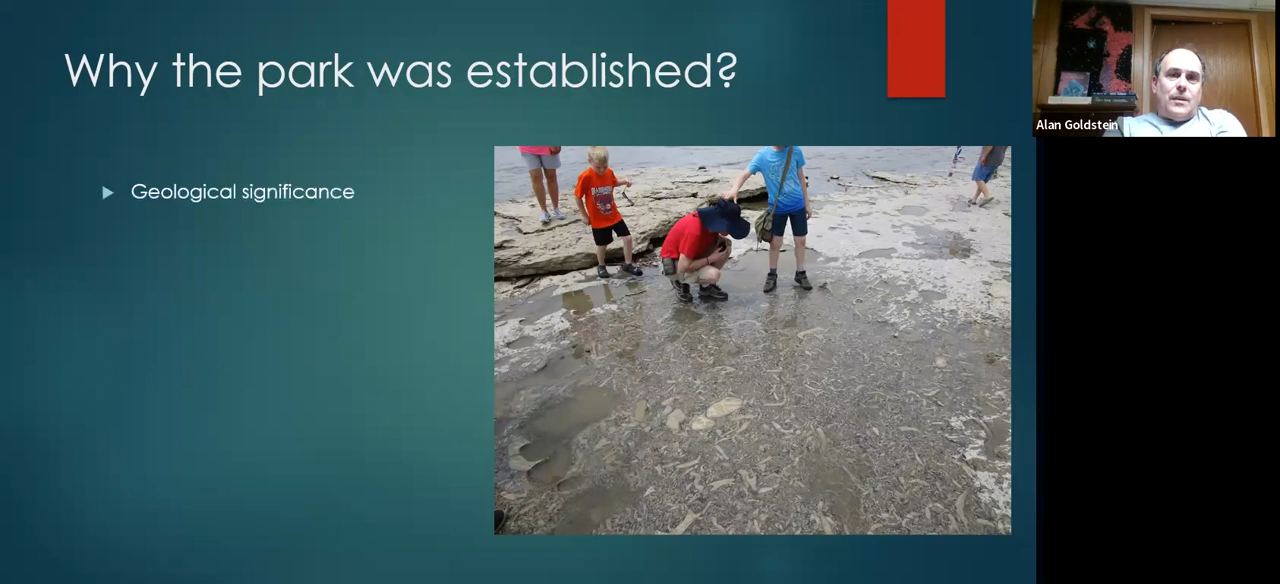 Why the park was established?
Geological significance
Alan Goldstein